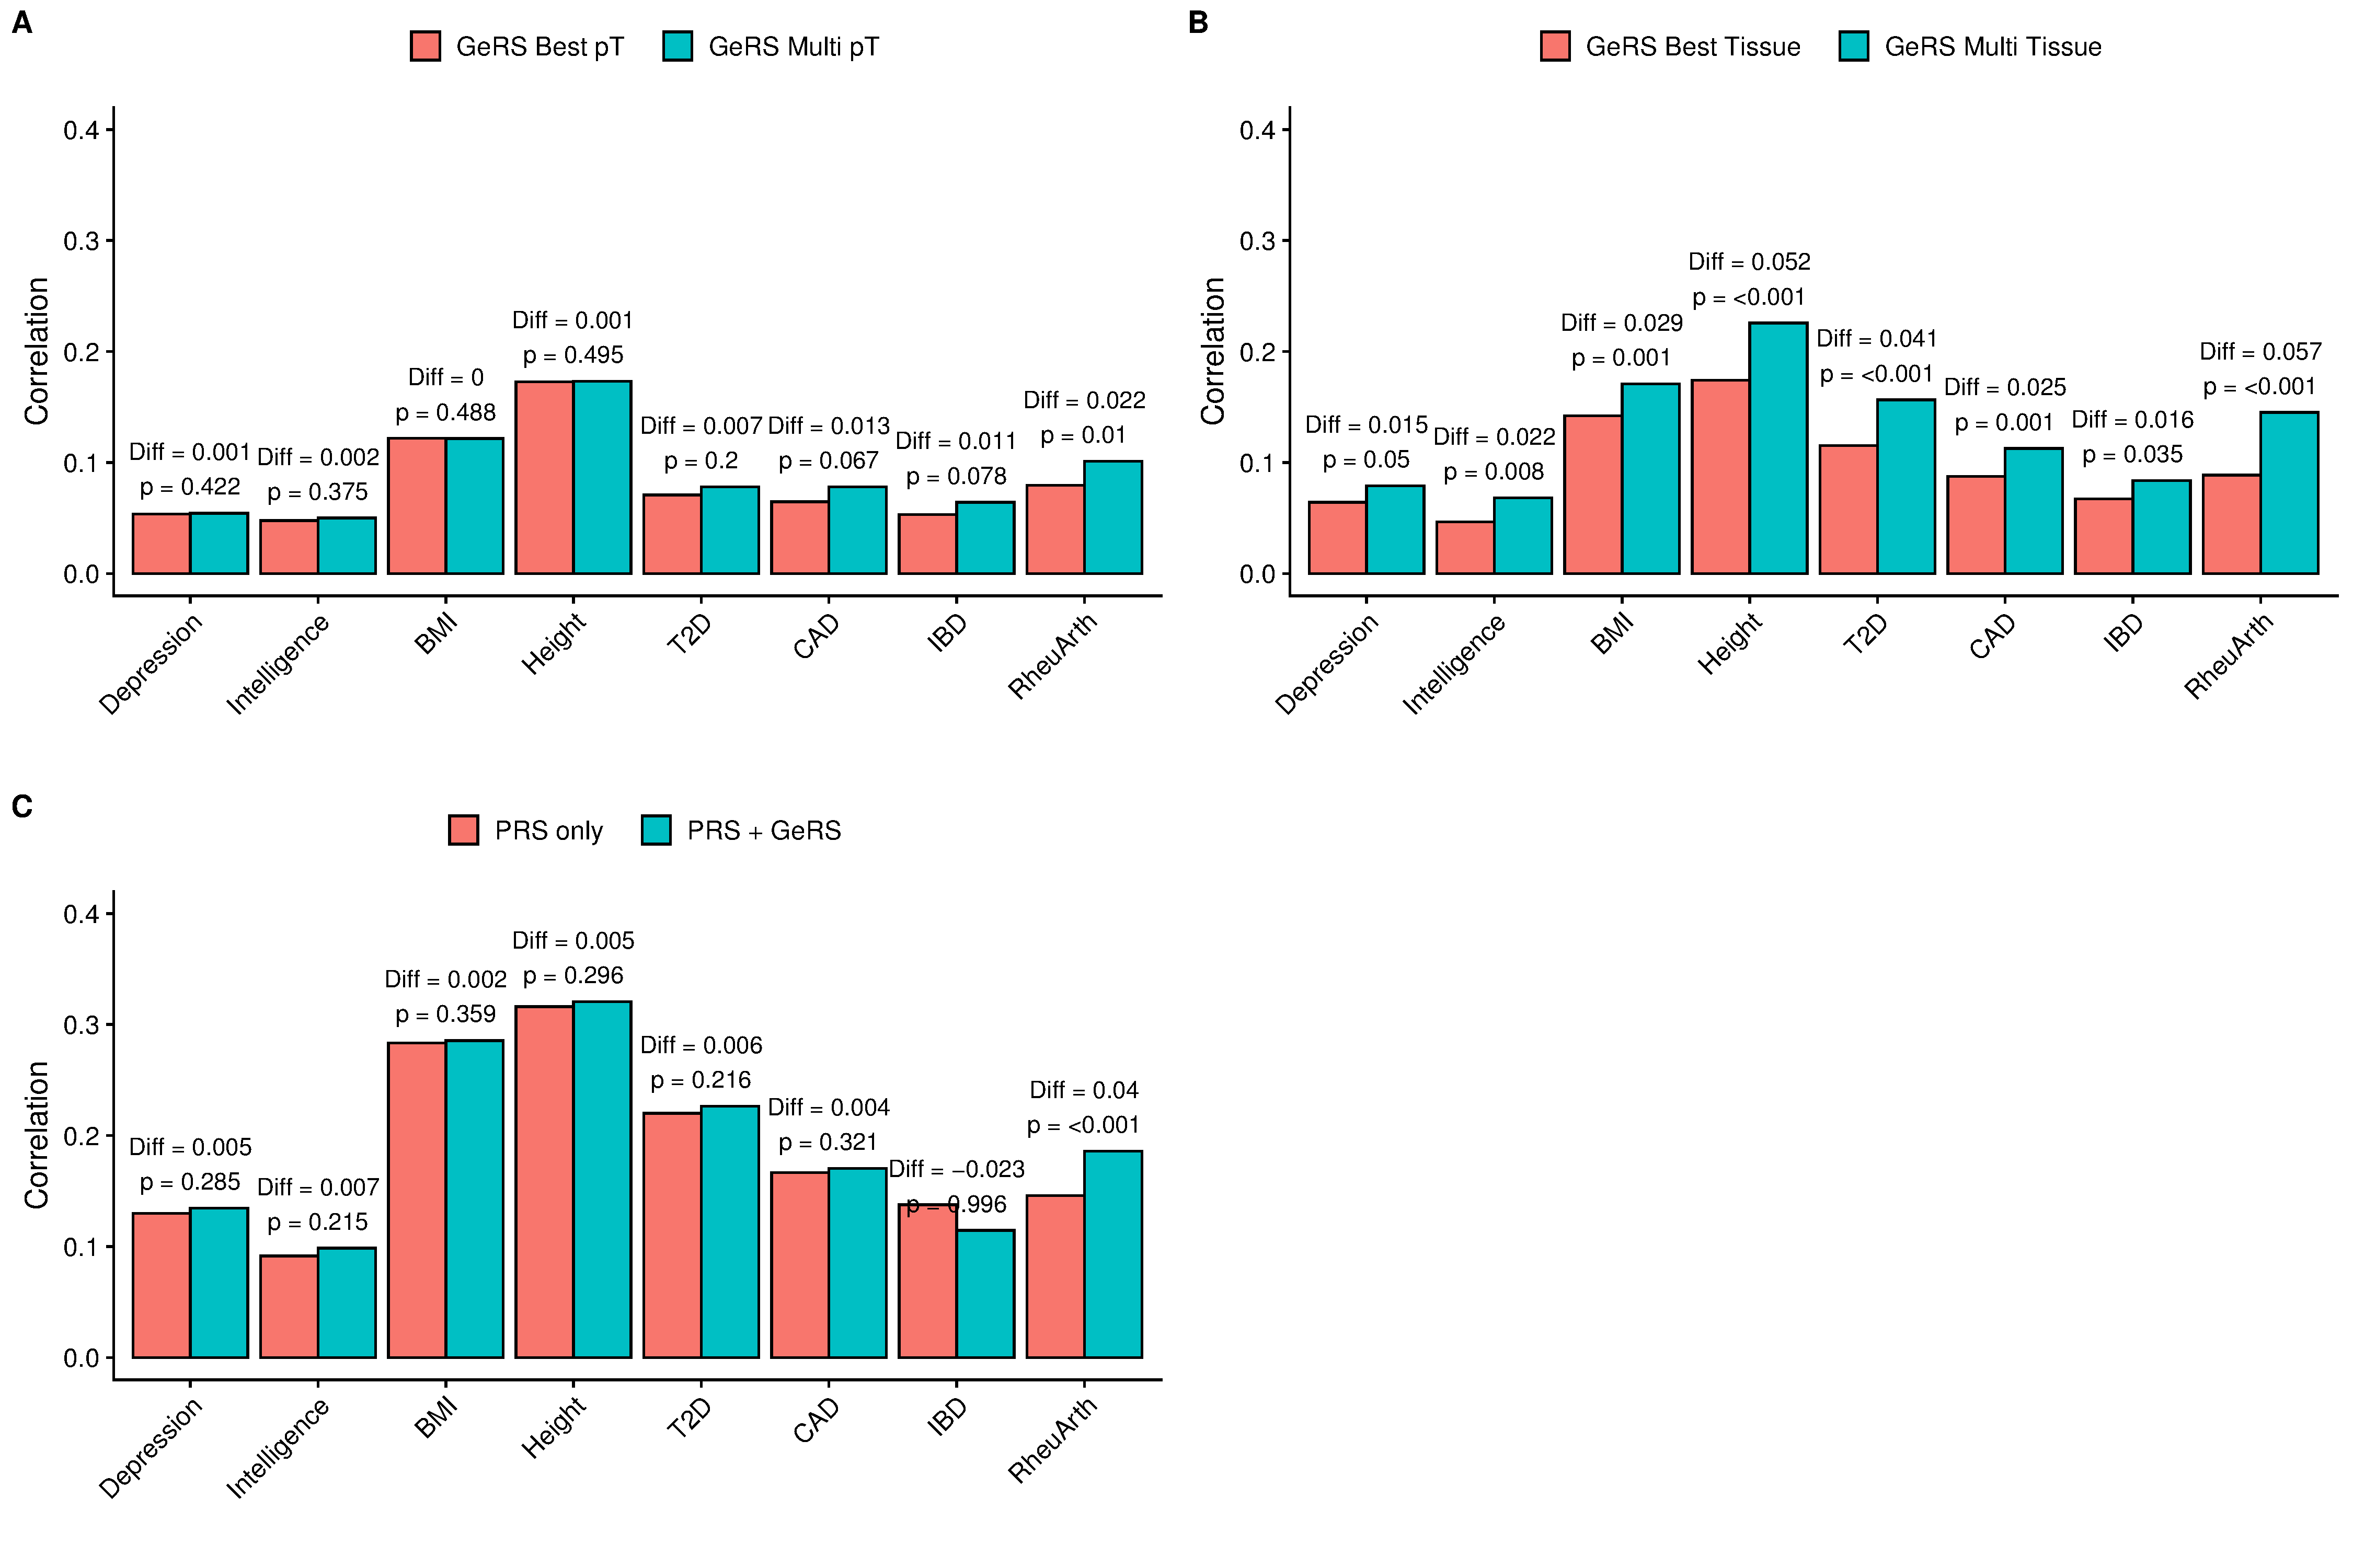 A
GeRS Best pT GeRS Multi pT
Correlation
0.4
0.3
0.2
0.1
0.0
Diff = 0.001
p = 0.422
Diff = 0.002
p = 0.375
Diff = 0
p = 0.488
Diff = 0.001
p = 0.495
Diff = 0.007
p = 0.2
Diff = 0.013
p = 0.067
Diff = 0.011
p = 0.078
Diff = 0.022
p = 0.01
Depression
Intelligence
BMI
Height
T2D
CAD
IBD
RheuArth
B
GeRS Best Tissue GeRS Multi Tissue
Correlation
0.4
0.3
0.2
0.1
0.0
Diff = 0.015
p = 0.05
Diff = 0.022
p = 0.008
Diff = 0.029
p = 0.001
Diff = 0.052
p = <0.001
Diff = 0.041
p = <0.001
Diff = 0.025
p = 0.001
Diff = 0.016
p = 0.035
Diff = 0.057
p = <0.001
Depression
Intelligence
BMI
Height
T2D
CAD
IBD
RheuArth
C
PRS only PRS + GeRS
Correlation
0.4
0.3
0.2
0.1
0.0
Diff = 0.005
p = 0.285
Diff = 0.007
p = 0.215
Diff = 0.002
p = 0.359
Diff = 0.005
p = 0.296
Diff = 0.006
p = 0.216
Diff = 0.004
p = 0.321
Diff = −0.023
p = 0.996
Diff = 0.04
p = <0.001
Depression
Intelligence
BMI
Height
T2D
CAD
IBD
RheuArth